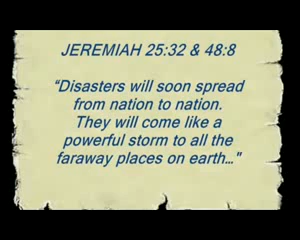 JEREMIAH 25:32 & 48:8
“Disasters will soon spread
from nation to nation.
They will come like a
powerful storm to all the
faraway places on earth..."